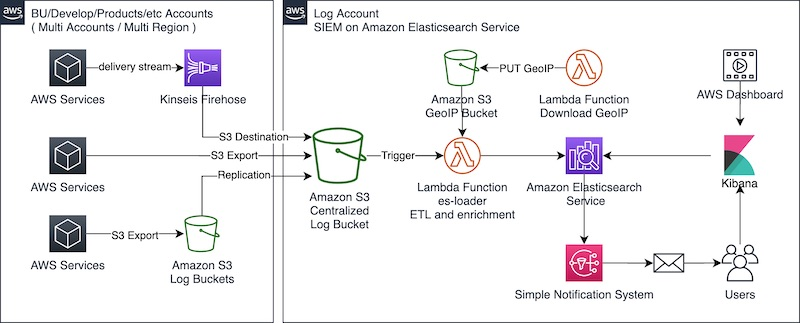 aws
BU/Develop/Products/etc Accounts
( Multi Accounts / Multi Region )
delivery stream
AWS Services
Kinseis Firehose
S3 Destination
S3 Export
AWS Services
Replication
S3 Export
AWS Services
Amazon S3
Log Buckets
aws
Log Account
SIEM on Amazon Elasticsearch Service
PUT GeoIP
Amazon S3
GeoIP Bucket
Lambda Function
Download GeoIP
AWS Dashboard
Trigger
Amazon S3
Centralized
Log Bucket
Lambda Function
es-loader
ETL and enrichment
Amazon Elasticsearch
Service
Kibana
Simple Notification System
Users